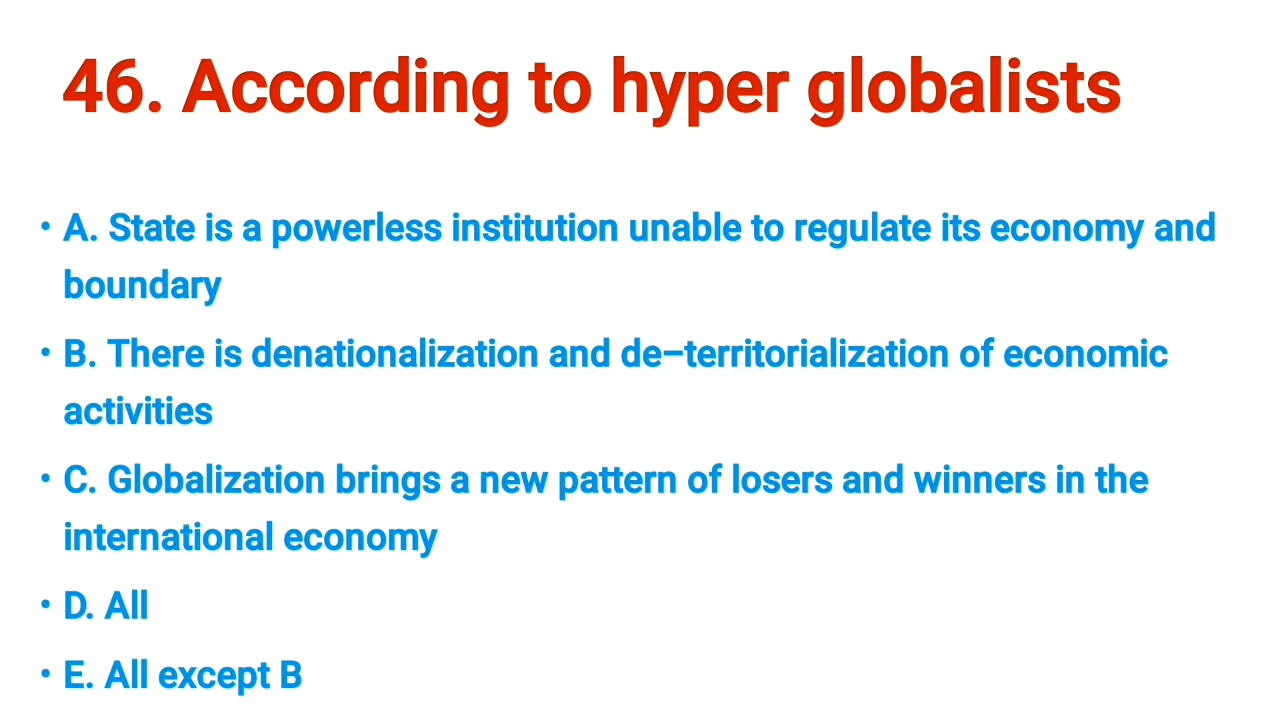 46. According to hyper globalists
• A. State is a powerless institution unable to regulate its economy and
boundary
• B. There is denationalization and de–territorialization of economic
activities
• C. Globalization brings a new pattern of losers and winners in the
international economy
• D. All
• E. All except B